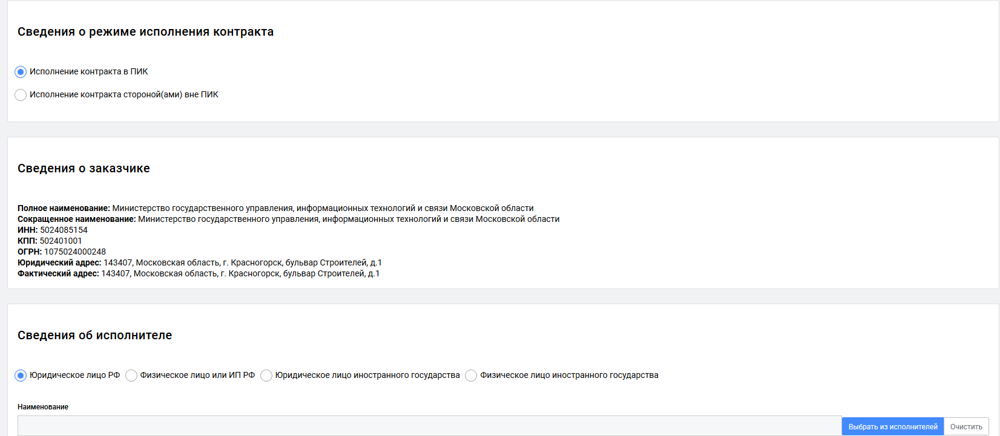 Сведения о режиме исполнения контракта
Исполнение контракта в ПИК
Исполнение контракта стороной(ами) вне ПИК
Сведения о заказчике
Полное наименование: Министерство государственного управления, информационных технологий и связи Московской области
Сокращенное наименование: Министерство государственного управления, информационных технологий и связи Московской области
ИНН: 5024085154
КПП: 502401001
ОГРН: 1075024000248
Юридический адрес: 143407, Московская область, г. Красногорск, бульвар Строителей, д.1
Фактический адрес: 143407, Московская область, г. Красногорск, бульвар Строителей, д.1
Сведения об исполнителе
Юридическое лицо РФ Физическое лицо или ИП РФ Юридическое лицо иностранного государства Физическое лицо иностранного государства
Наименование
Выбрать из исполнителей Очистить